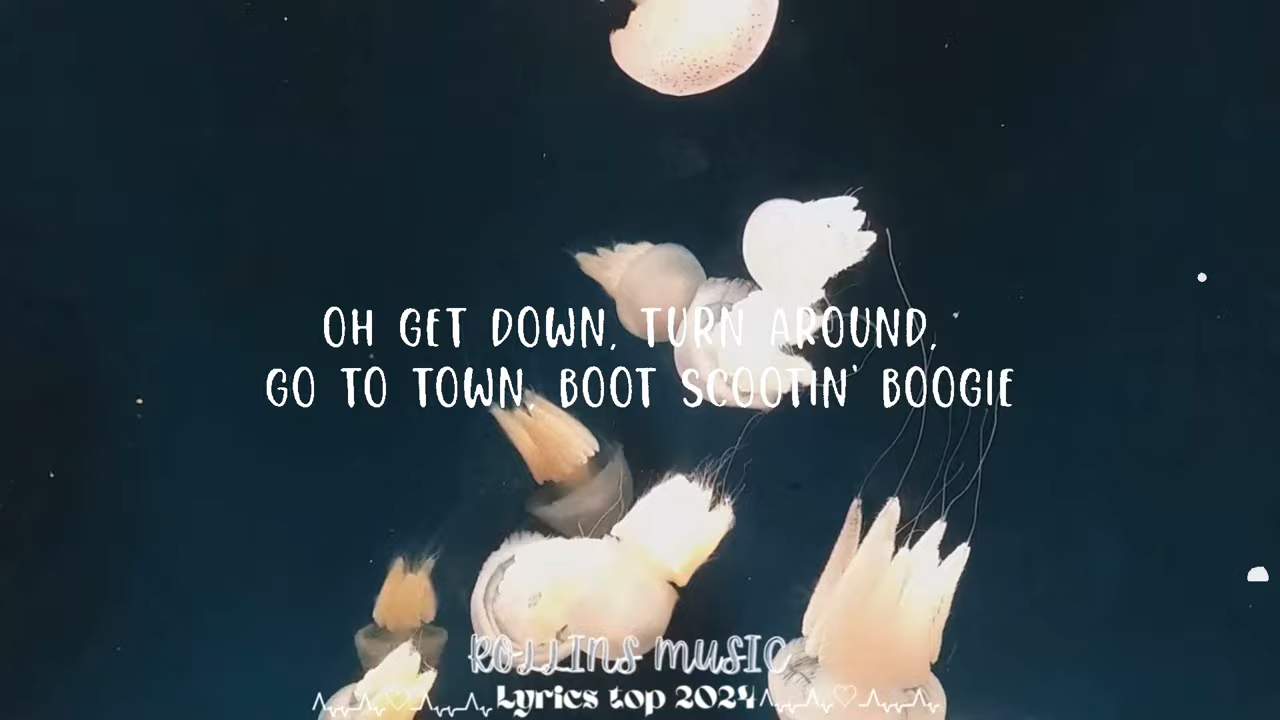 OH GET DOWN, TURN AROUND,
GO TO TOWN, BOOT SCOOTIN' BOOGIE
ROLLINS MUSIC
Lyrics top 2024